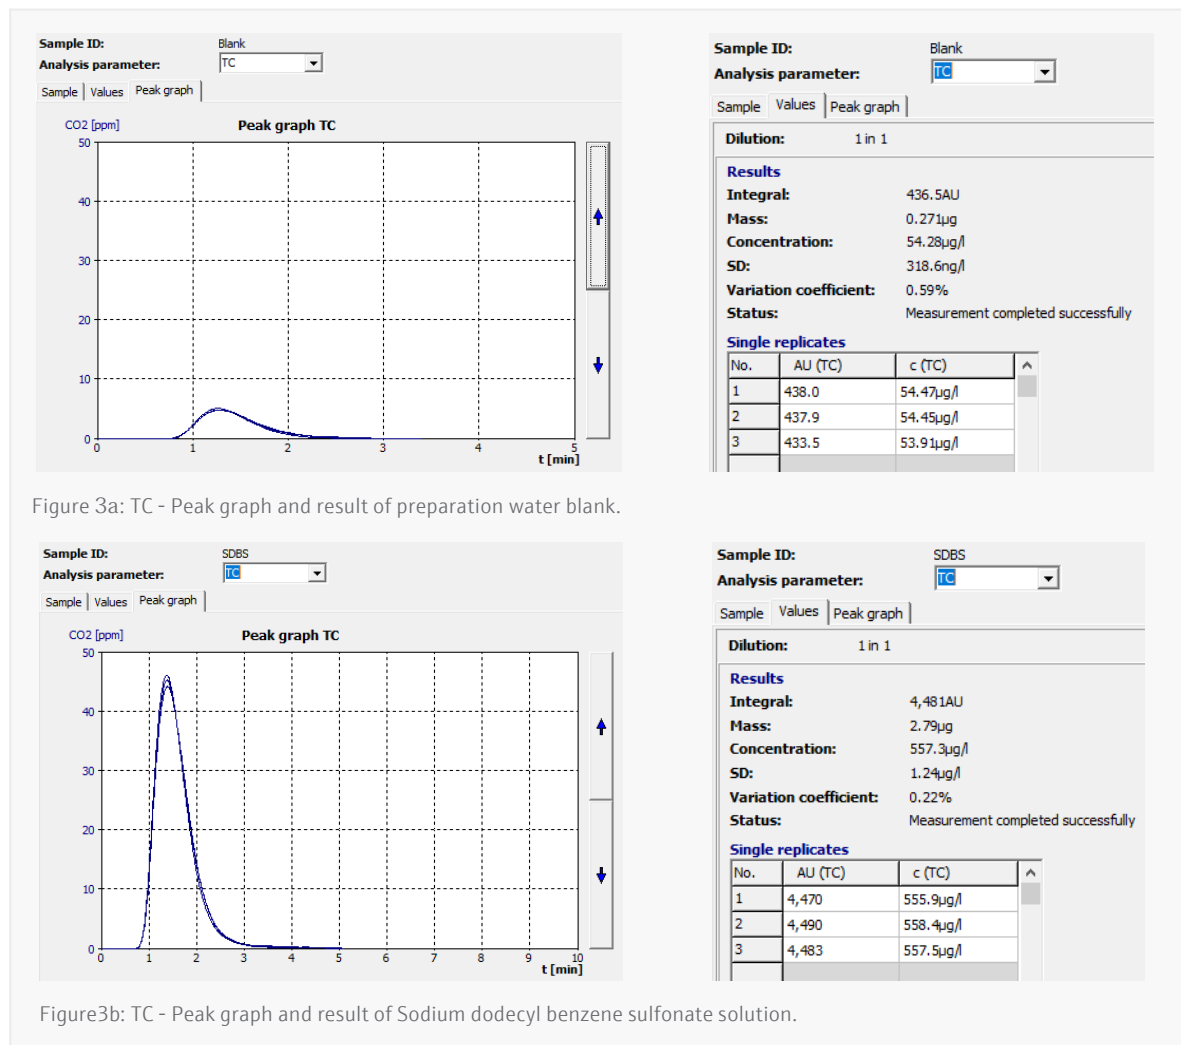 Sample ID: Blank
Analysis parameter: TC
Sample Values Peak graph
CO2 [ppm] Peak graph TC
50
40
30
20
10
0
0 1 2 3 4 5
t [min]
Sample ID: Blank
Analysis parameter: TC
Sample Values Peak graph
Dilution: 1 in 1
Results
Integral: 436.5AU
Mass: 0.271µg
Concentration: 54.28µg/l
SD: 318.6ng/l
Variation coefficient: 0.59%
Status: Measurement completed successfully
Single replicates
No. AU (TC) c (TC)
1 438.0 54.47µg/l
2 437.9 54.45µg/l
3 433.5 53.91µg/l
Figure 3a: TC - Peak graph and result of preparation water blank.
Sample ID: SDBS
Analysis parameter: TC
Sample Values Peak graph
CO2 [ppm] Peak graph TC
50
40
30
20
10
0
0 1 2 3 4 5 6 7 8 9 10
t [min]
Sample ID: SDBS
Analysis parameter: TC
Sample Values Peak graph
Dilution: 1 in 1
Results
Integral: 4,481AU
Mass: 2.79µg
Concentration: 557.3µg/l
SD: 1.24µg/l
Variation coefficient: 0.22%
Status: Measurement completed successfully
Single replicates
No. AU (TC) c (TC)
1 4,470 555.9µg/l
2 4,490 558.4µg/l
3 4,483 557.5µg/l
Figure3b: TC - Peak graph and result of Sodium dodecyl benzene sulfonate solution.